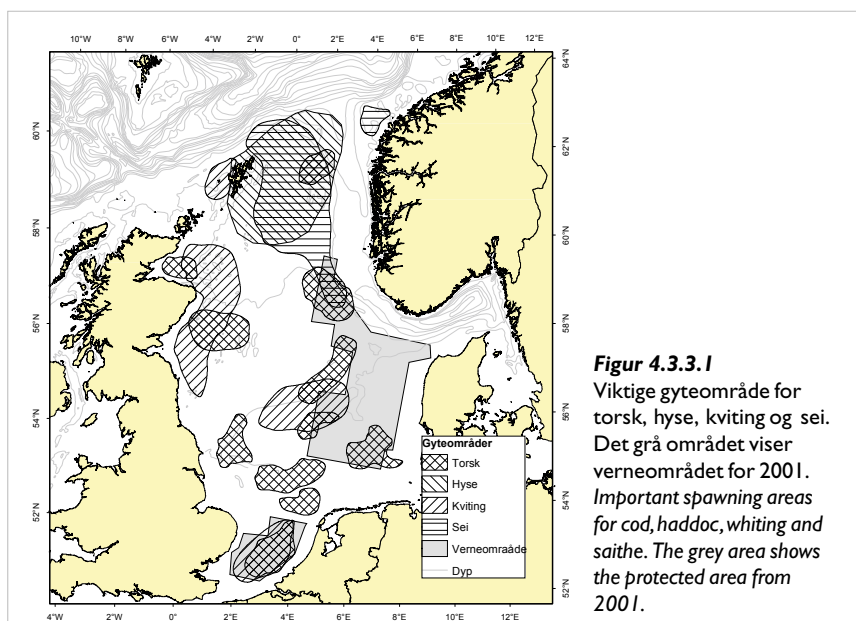 10°W 8°W 6°W 4°W 2°W 0° 2°E 4°E 6°E 8°E 10°E 12°E
64°N
60°N
62°N
58°N
60°N
56°N
58°N
54°N
56°N
52°N
54°N
52°N
Gyteområder
Torsk
Hyse
Kviting
Sei
Verneområade
Dyp
4°W 2°W 0° 2°E 4°E 6°E 8°E 10°E 12°E
Figur 4.3.3.1
Viktige gyteområde for
torsk, hyse, kviting og sei.
Det grå området viser
verneområdet for 2001.
Important spawning areas
for cod, haddoc, whiting and
saithe. The grey area shows
the protected area from
2001.